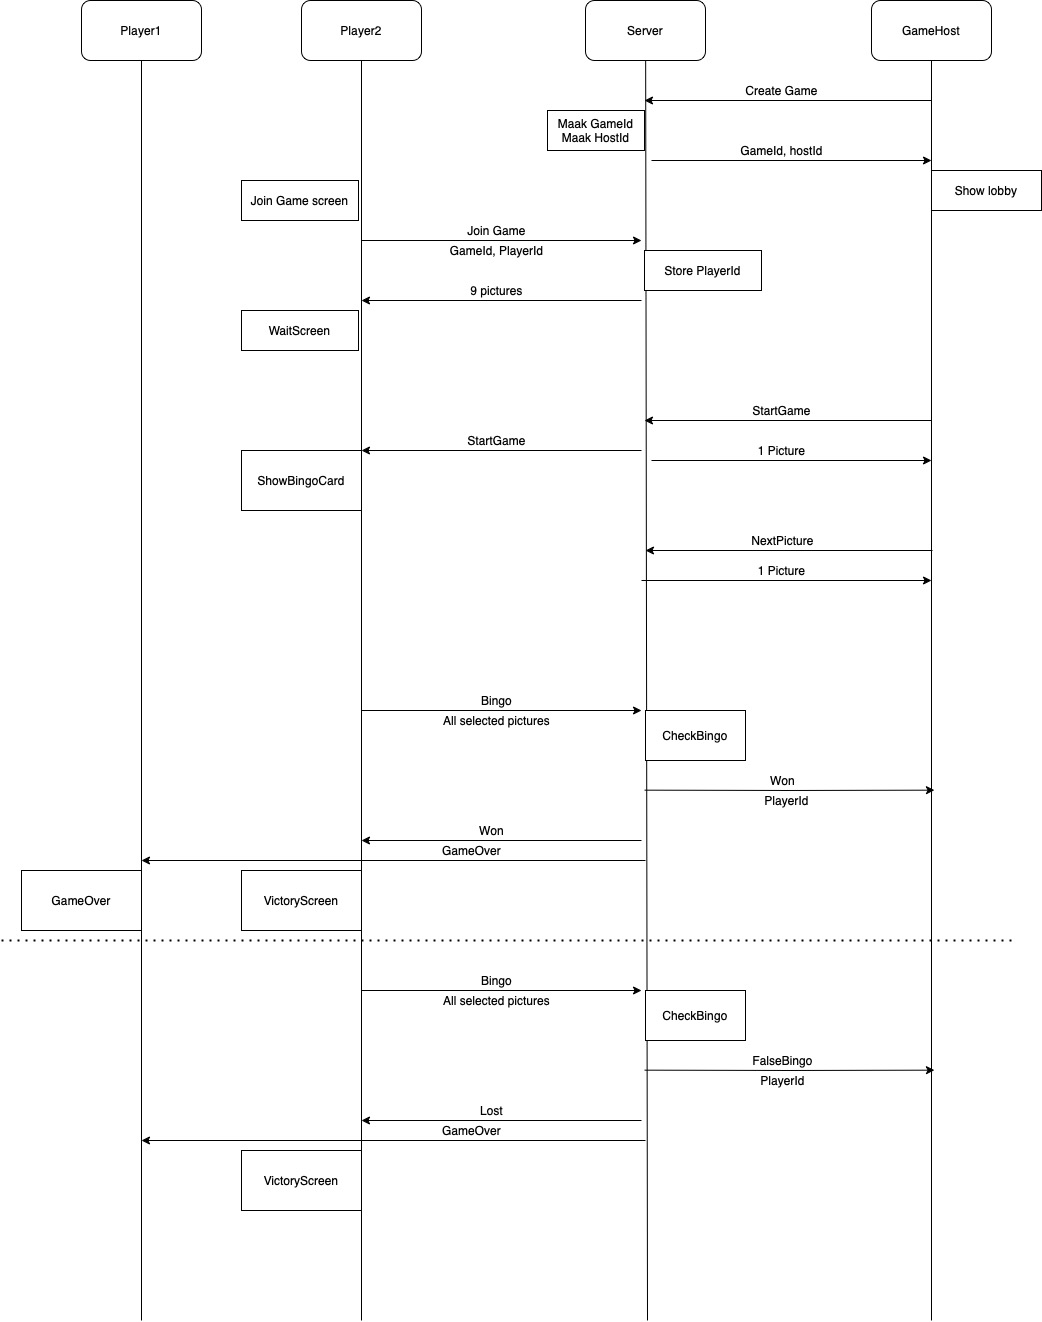 Player1
Player2
Server
GameHost
Create Game
Maak GameId
Maak HostId
GameId, hostId
Join Game screen
Show lobby
Join Game
GameId, PlayerId
Store PlayerId
9 pictures
WaitScreen
StartGame
StartGame
1 Picture
ShowBingoCard
NextPicture
1 Picture
Bingo
All selected pictures
CheckBingo
Won
PlayerId
Won
GameOver
GameOver
VictoryScreen
Bingo
All selected pictures
CheckBingo
FalseBingo
PlayerId
Lost
GameOver
VictoryScreen